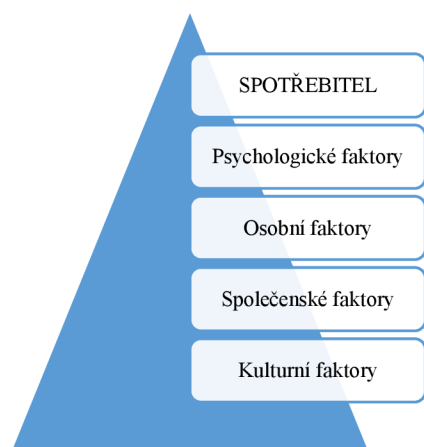 SPOTŘEBITEL
Psychologické faktory
Osobní faktory
Společenské faktory
Kulturní faktory